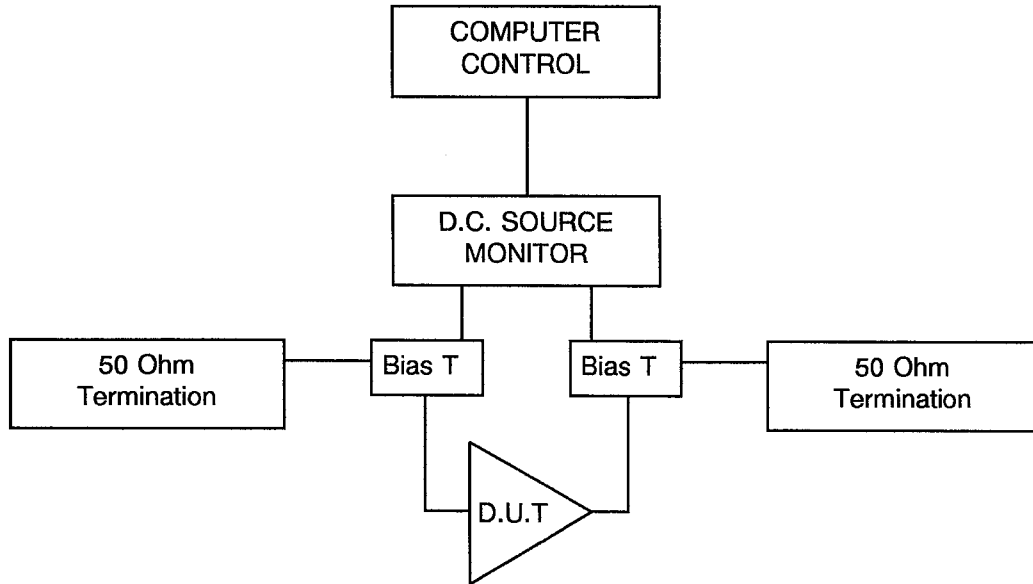 COMPUTER
CONTROL
D.C. SOURCE
MONITOR
50 Ohm
Termination
Bias T
Bias T
50 Ohm
Termination
D.U.T